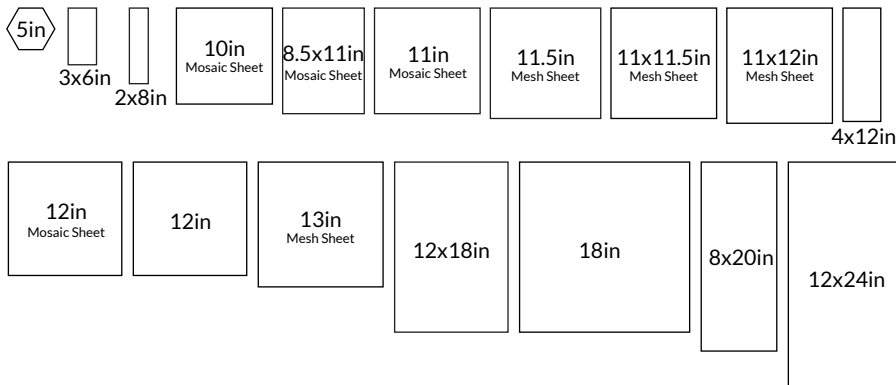 5in
3x6in
2x8in
10in
Mosaic Sheet
8.5x11in
Mosaic Sheet
11in
Mosaic Sheet
11.5in
Mesh Sheet
11x11.5in
Mesh Sheet
11x12in
Mesh Sheet
4x12in
12in
Mosaic Sheet
12in
13in
Mesh Sheet
12x18in
18in
8x20in
12x24in